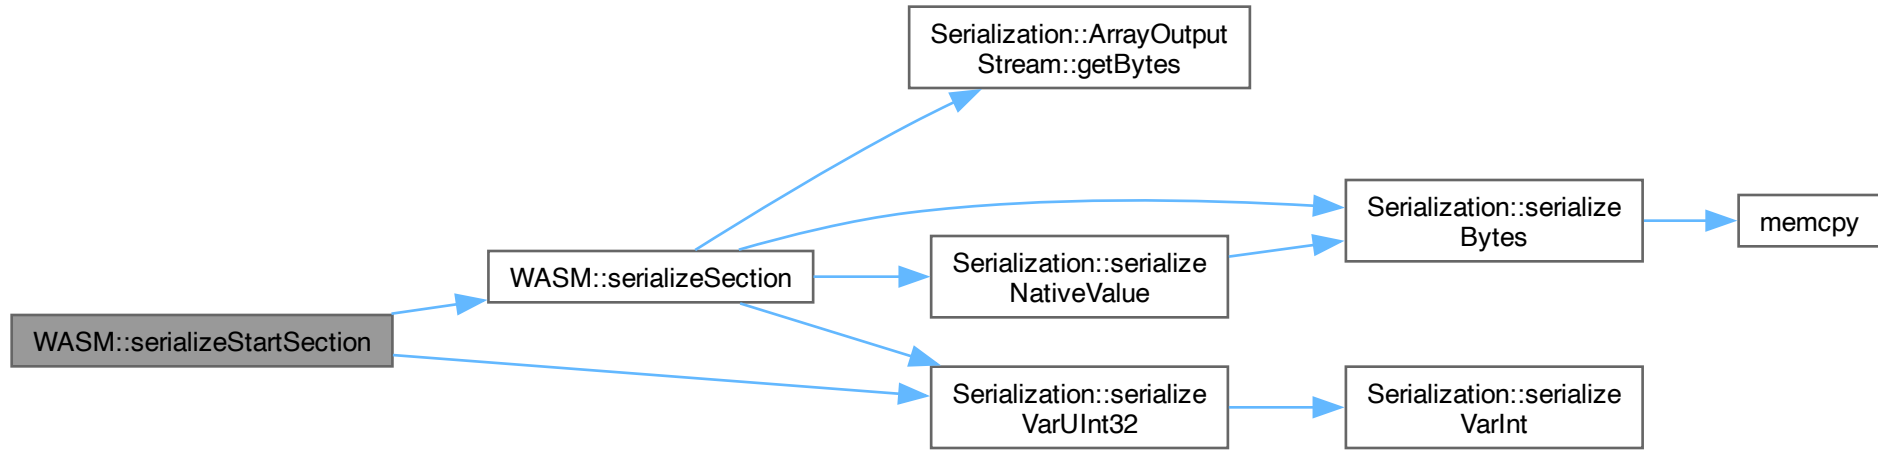 WASM::serializeStartSection
WASM::serializeSection
Serialization::ArrayOutput
Stream::getBytes
Serialization::serialize
NativeValue
Serialization::serialize
VarUInt32
Serialization::serialize
Bytes
Serialization::serialize
VarInt
memcpy